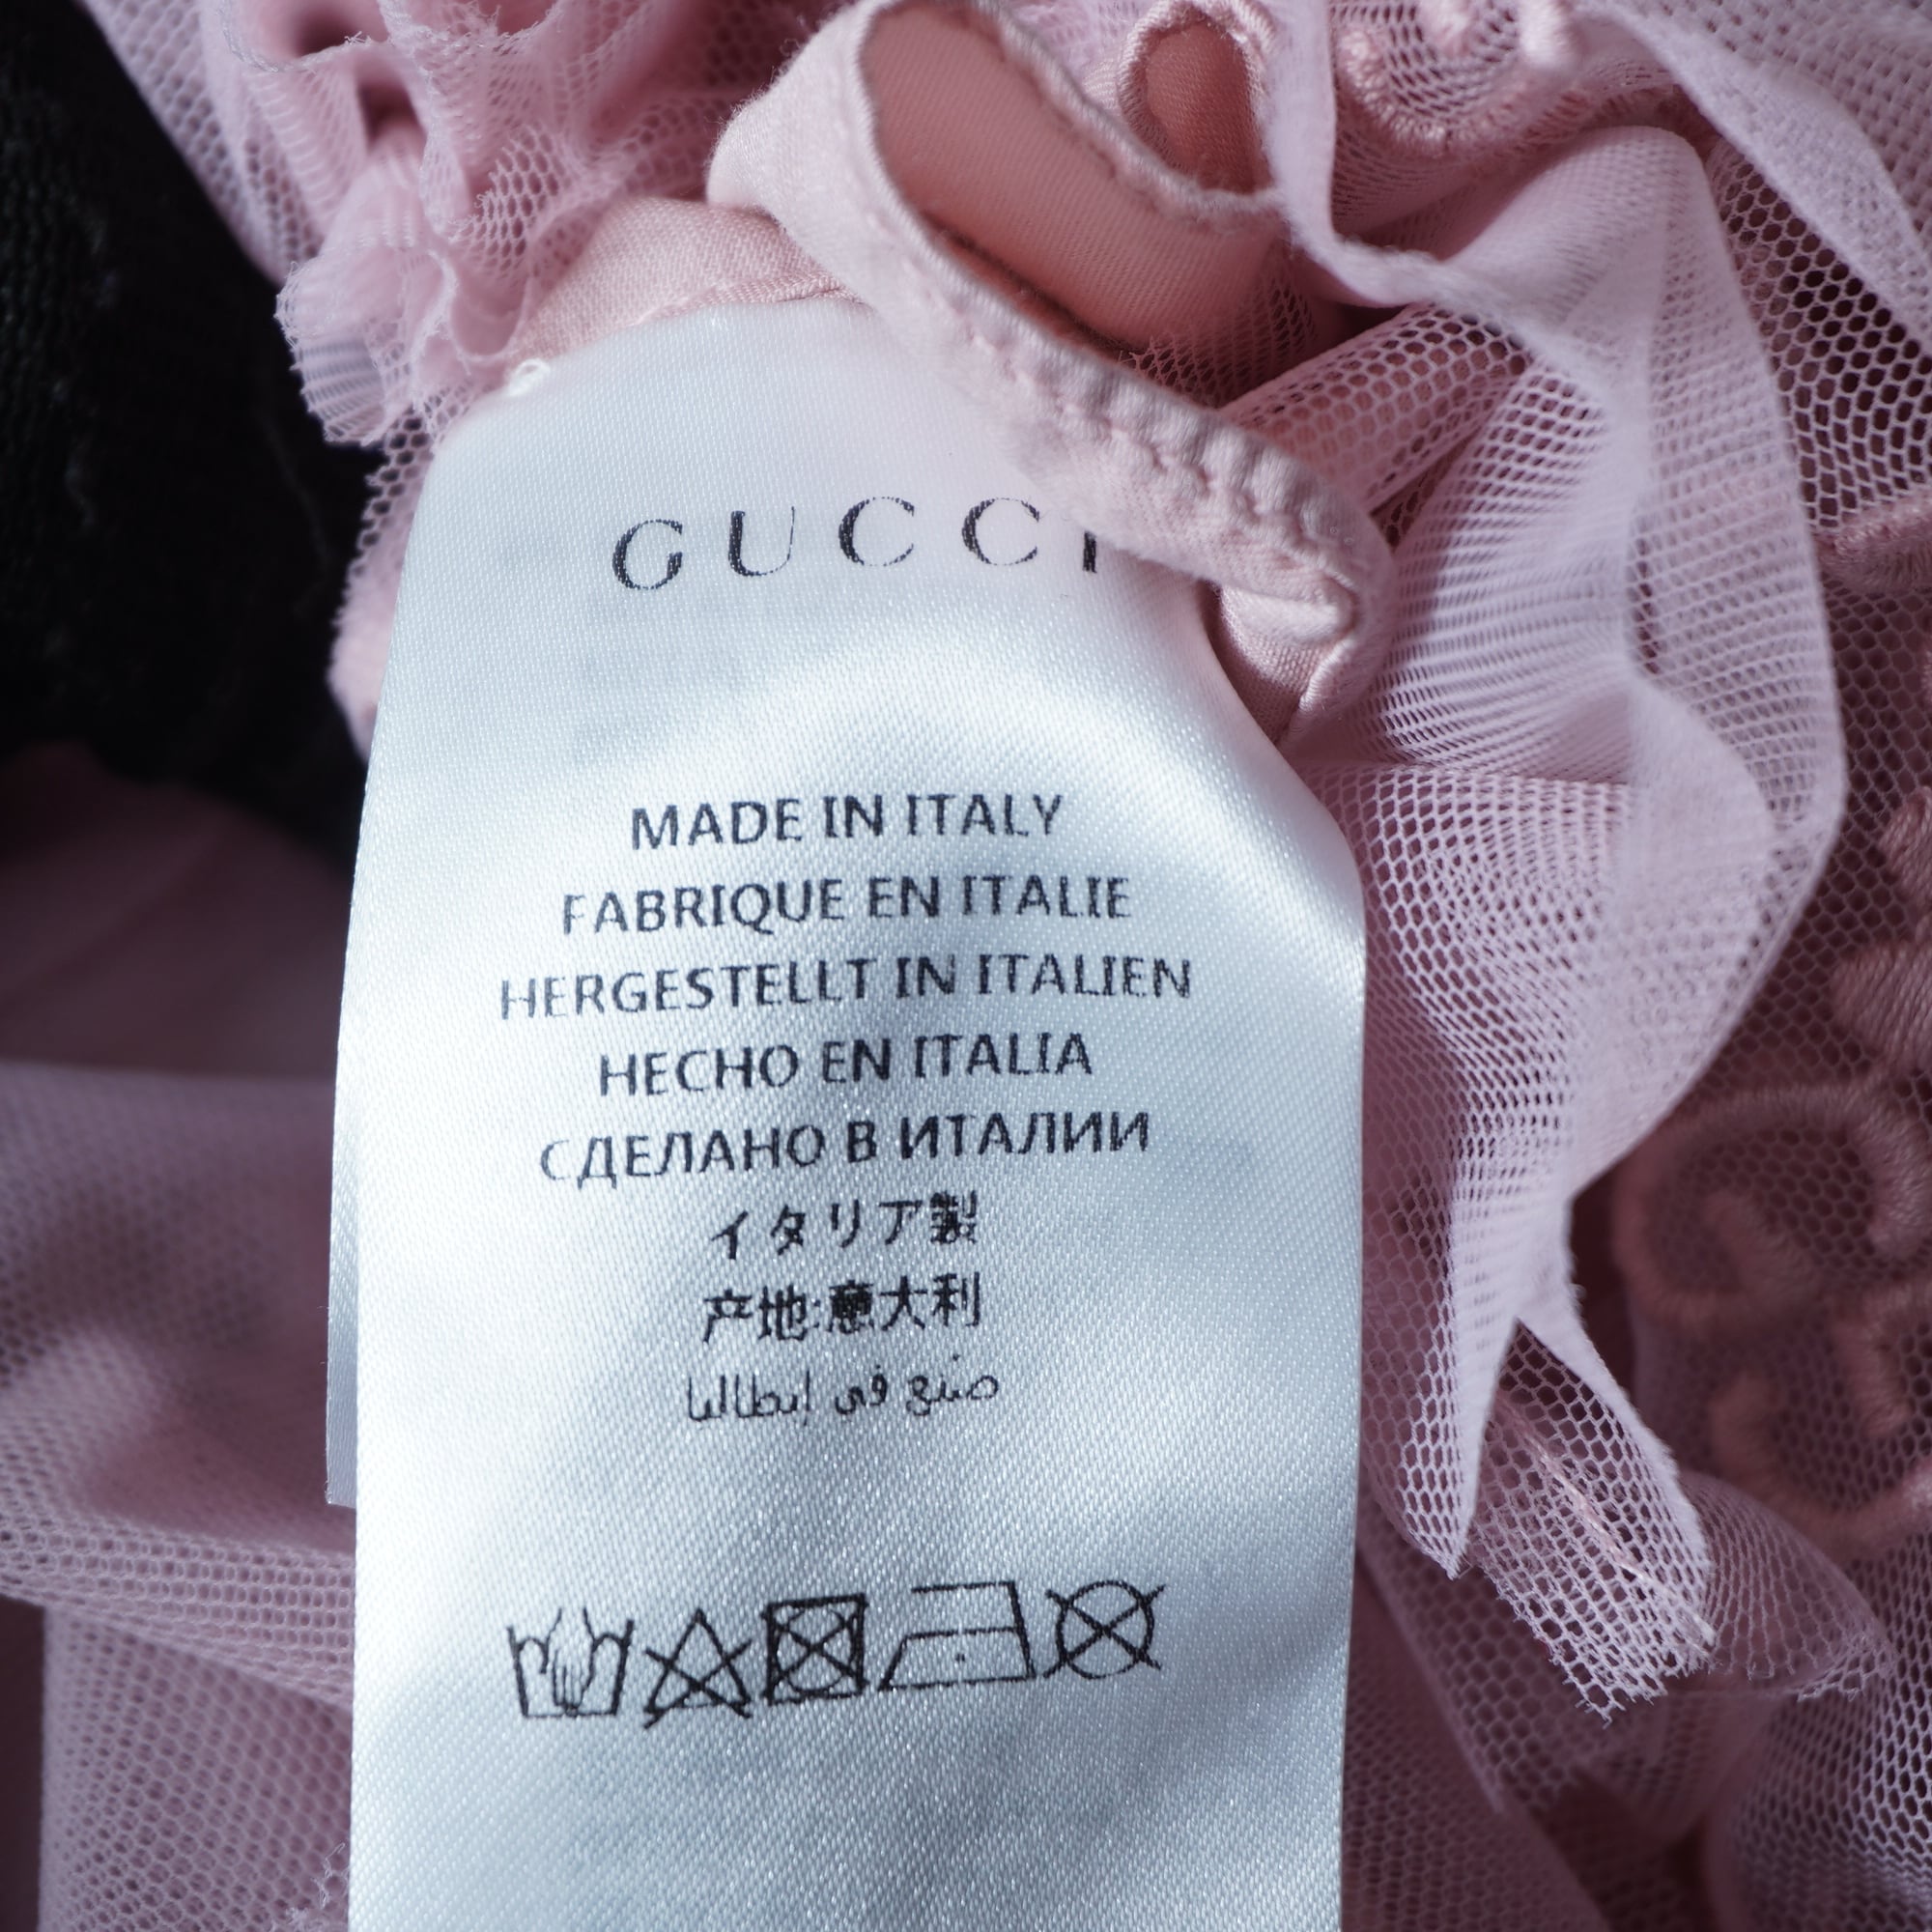 GUCCI
MADE IN ITALY
FABRIQUE EN ITALIE
HERGESTELLT IN ITALIEN
HECHO EN ITALIA
СДЕЛАНО В ИТАЛИИ
イタリア製
产地:意大利
صنع في إيطاليا